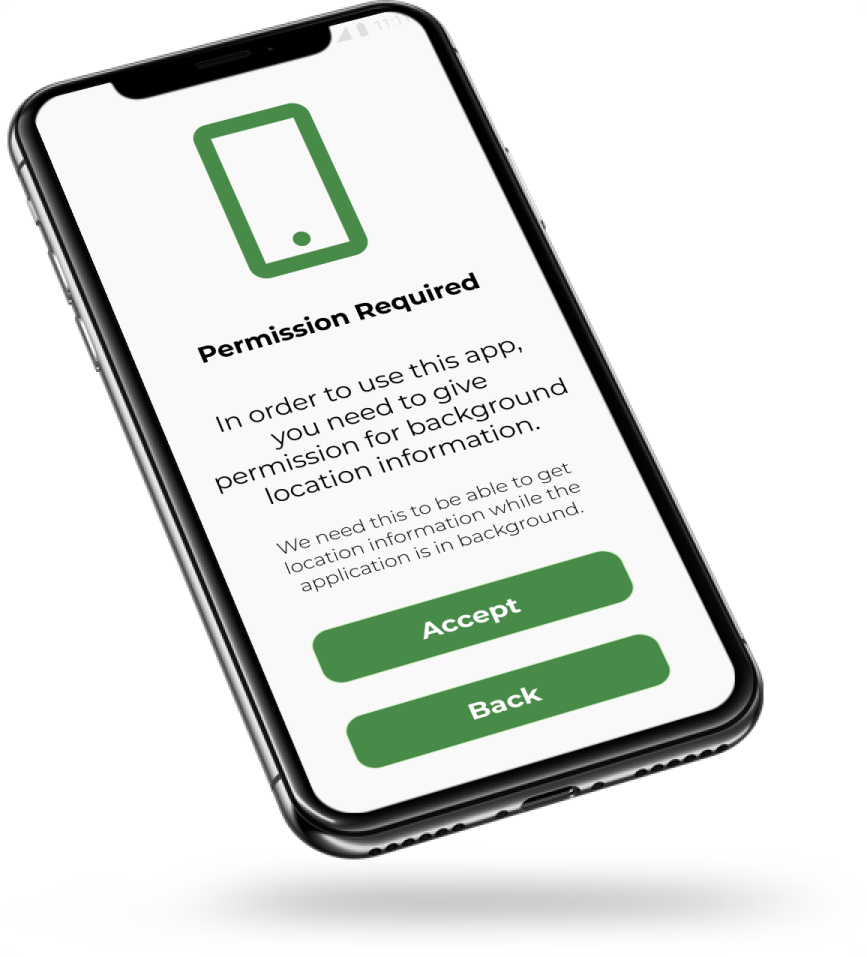 Permission Required
In order to use this app,
you need to give
permission for background
location information.
We need this to be able to get
location information while the
application is in background.
Accept
Back